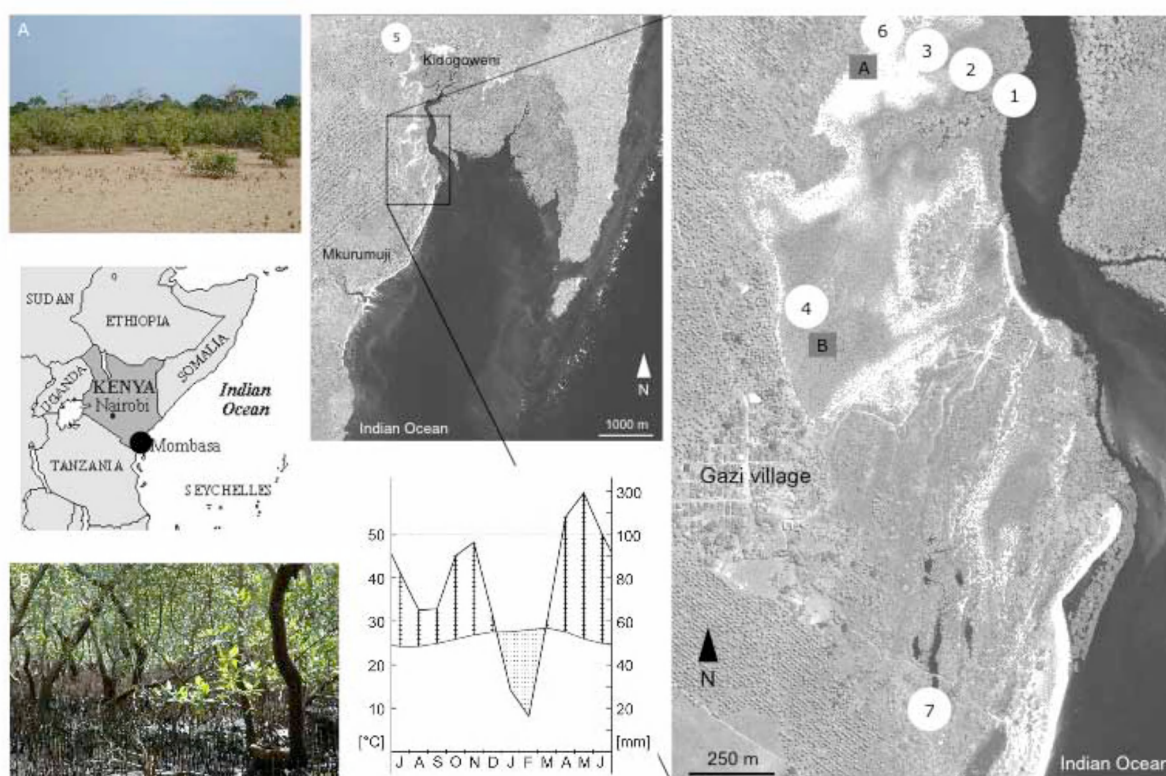 A
5
Kidogoweni
Mkurumuji
N
1000 m
Indian Ocean
6
3
2
1
A
4
B
Gazi village
N
7
250 m
Indian Ocean
SUDAN
ETHIOPIA
SOMALIA
UGANDA
KENYA
Nairobi
Indian
Ocean
Mombasa
TANZANIA
SEYCHELLES
B
300
50 100
40 80
30 60
20 40
10 20
[°C] [mm]
J A S O N D J F M A M J